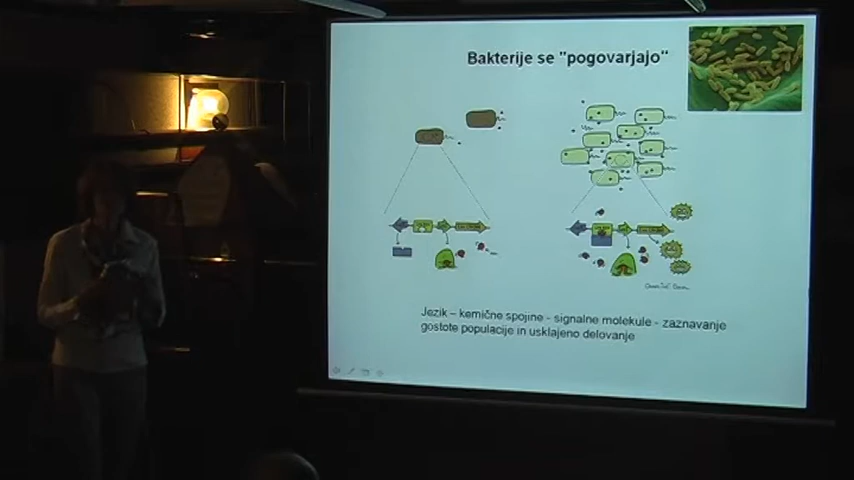 Bakterije se "pogovarjajo"
Jezik – kemične spojine - signalne molekule - zaznavanje
gostote populacije in usklajeno delovanje